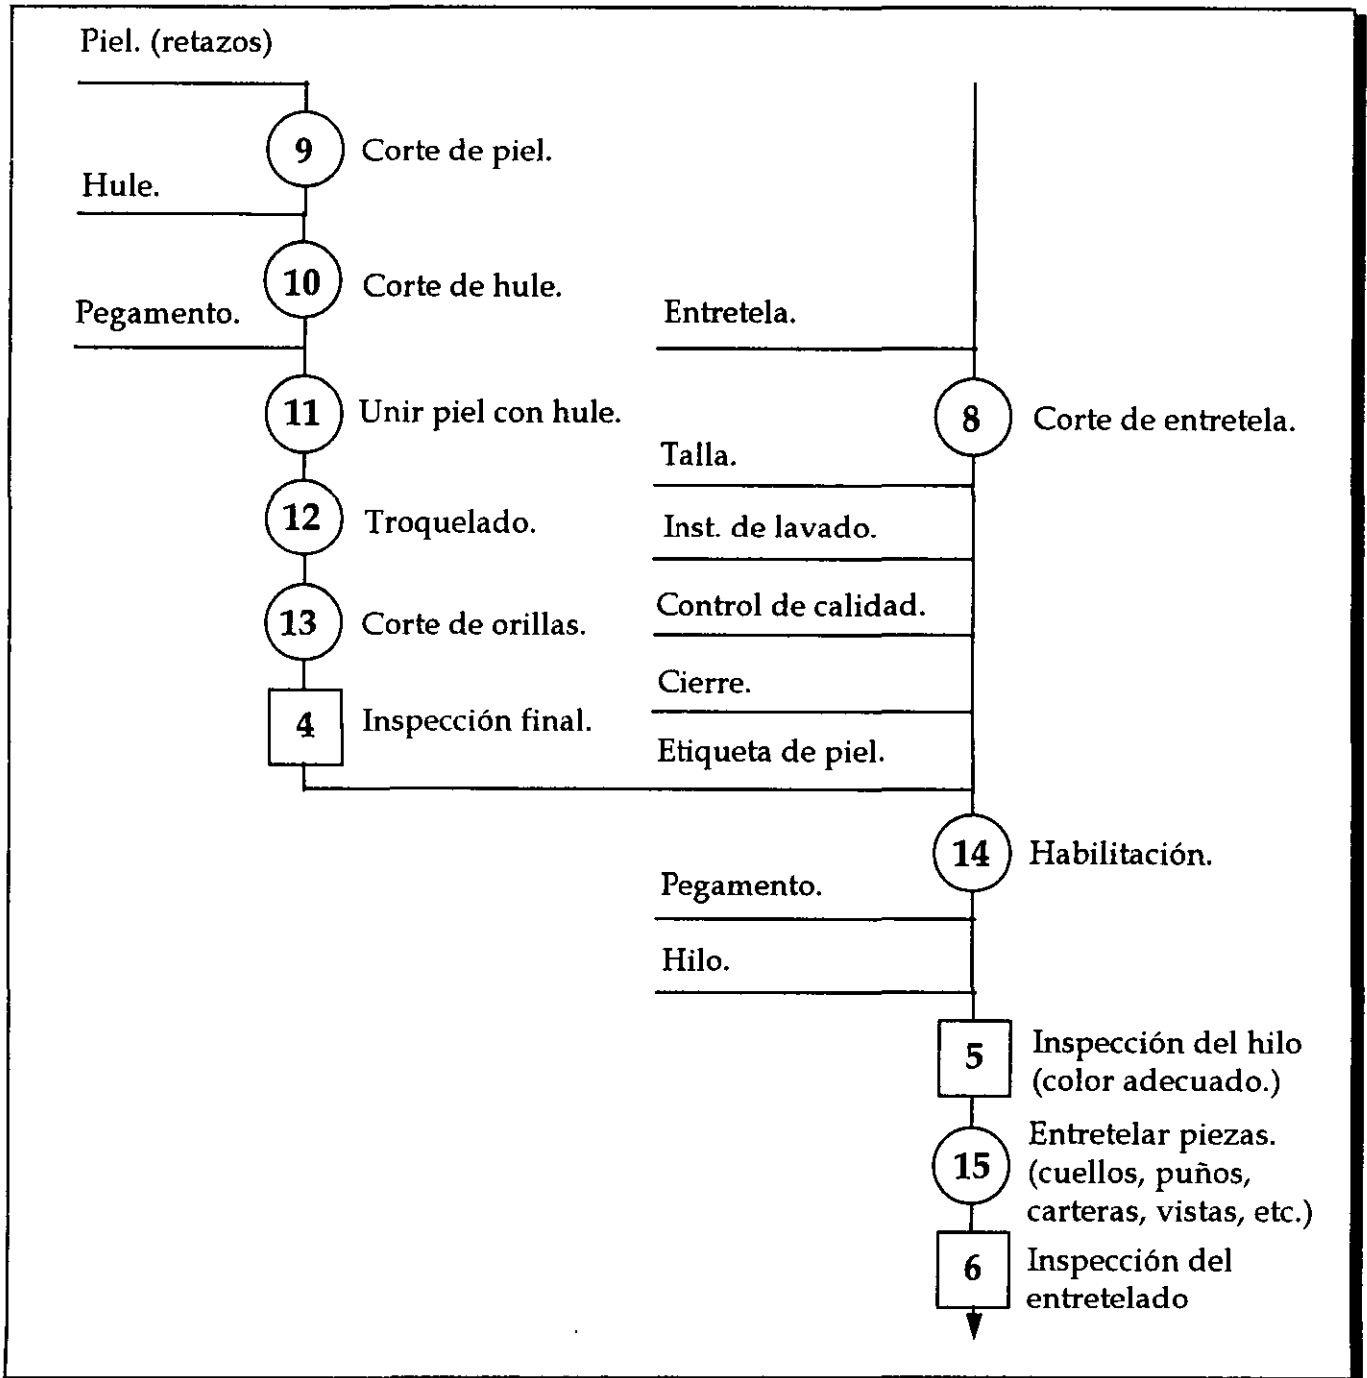 Piel. (retazos)
9
Corte de piel.
Hule.
10
Corte de hule.
Pegamento.
11
Unir piel con hule.
12
Troquelado.
13
Corte de orillas.
4
Inspección final.
Entretela.
8
Corte de entretela.
Talla.
Inst. de lavado.
Control de calidad.
Cierre.
Etiqueta de piel.
14
Habilitación.
Pegamento.
Hilo.
5
Inspección del hilo
(color adecuado.)
15
Entretelar piezas.
(cuellos, puños,
carteras, vistas, etc.)
6
Inspección del
entretelado